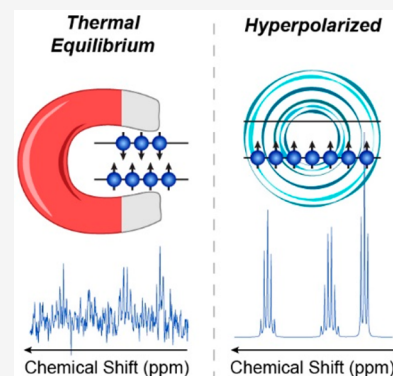 Thermal
Equilibrium
Hyperpolarized
Chemical Shift (ppm)
Chemical Shift (ppm)